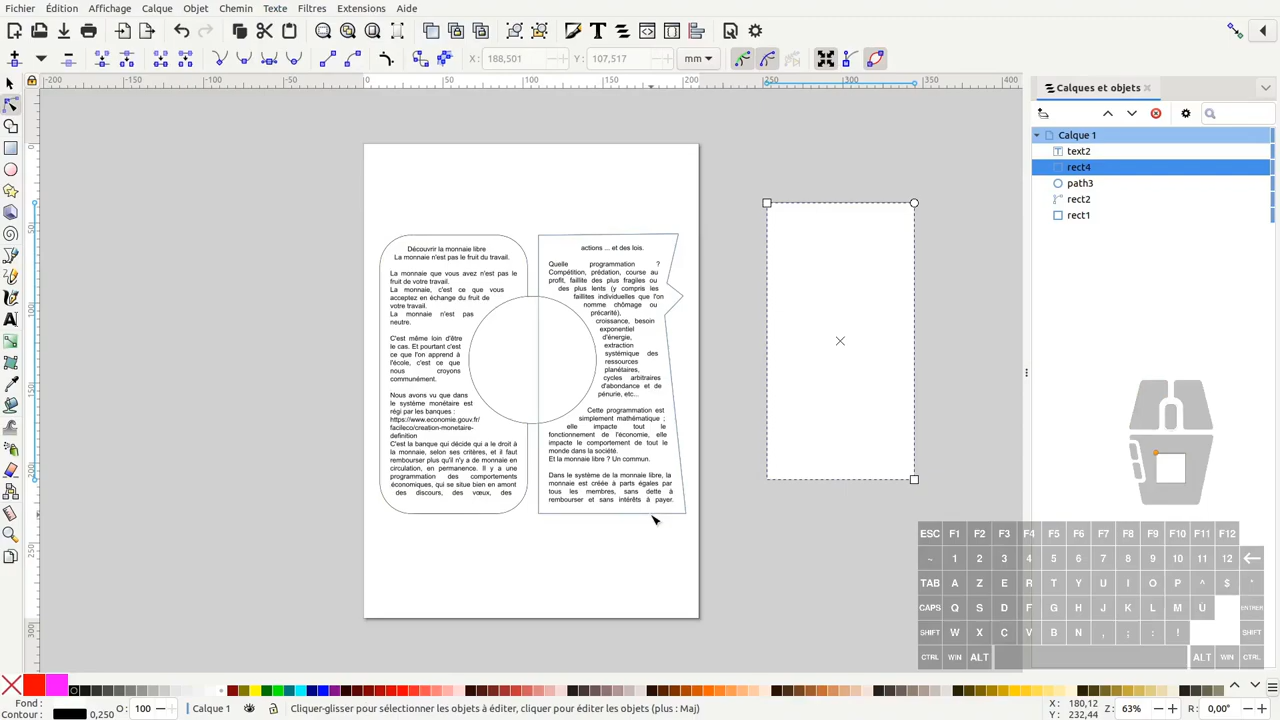 Fichier Édition Affichage Calque Objet Chemin Texte Filtres Extensions Aide
X: 188,501 Y: 107,517 mm
Calques et objets
Calque 1
text2
rect4
path3
rect2
rect1
Découvrir la monnaie libre
La monnaie n'est pas le fruit du travail.
La monnaie que vous avez n'est pas le
fruit de votre travail.
La monnaie, c'est ce que vous
acceptez en échange du fruit de
votre travail.
La monnaie n'est pas
neutre.
C'est même loin d'être
le cas. Et pourtant c'est
ce que l'on apprend à
l'école, c'est ce que
nous croyons
communément.
Nous avons vu que dans
le système monétaire est
régi par les banques :
https://www.economie.gouv.fr/
facileco/creation-monetaire-
definition
C'est la banque qui décide qui a le droit à
la monnaie, selon ses critères, et il faut
rembourser plus qu'il n'y a de monnaie en
circulation, en permanence. Il y a une
programmation des comportements
économiques, qui se situe bien en amont
des discours, des vœux, des
actions ... et des lois.
Quelle programmation ?
Compétition, prédation, course au
profit, faillite des plus fragiles ou
des plus lents (y compris les
faillites individuelles que l'on
nomme chômage ou
précarité),
croissance, besoin
exponentiel
d'énergie,
extraction
systémique des
ressources
planétaires,
cycles arbitraires
d'abondance et de
pénurie, etc...
Cette programmation est
simplement mathématique ;
elle impacte tout le
fonctionnement de l'économie, elle
impacte le comportement de tout le
monde dans la société.
Et la monnaie libre ? Un commun.
Dans le système de la monnaie libre, la
monnaie est créée à parts égales par
tous les membres, sans dette à
rembourser et sans intérêts à payer.
ESC F1 F2 F3 F4 F5 F6 F7 F8 F9 F10 F11 F12
~ 1 2 3 4 5 6 7 8 9 10 11 12
TAB A Z E R T Y U I O P ^ $ *
CAPS Q S D F G H J K L M Ù ENTRER
SHIFT W X C V B N , ; : ! SHIFT
CTRL WIN ALT ALT WIN CTRL
Fond :
Contour : 0,250 O: 100 Calque 1 Cliquer-glisser pour sélectionner les objets à éditer, cliquer pour éditer les objets (plus : Maj) X: 180,12 Y: 232,44 Z: 63% R: 0,00°